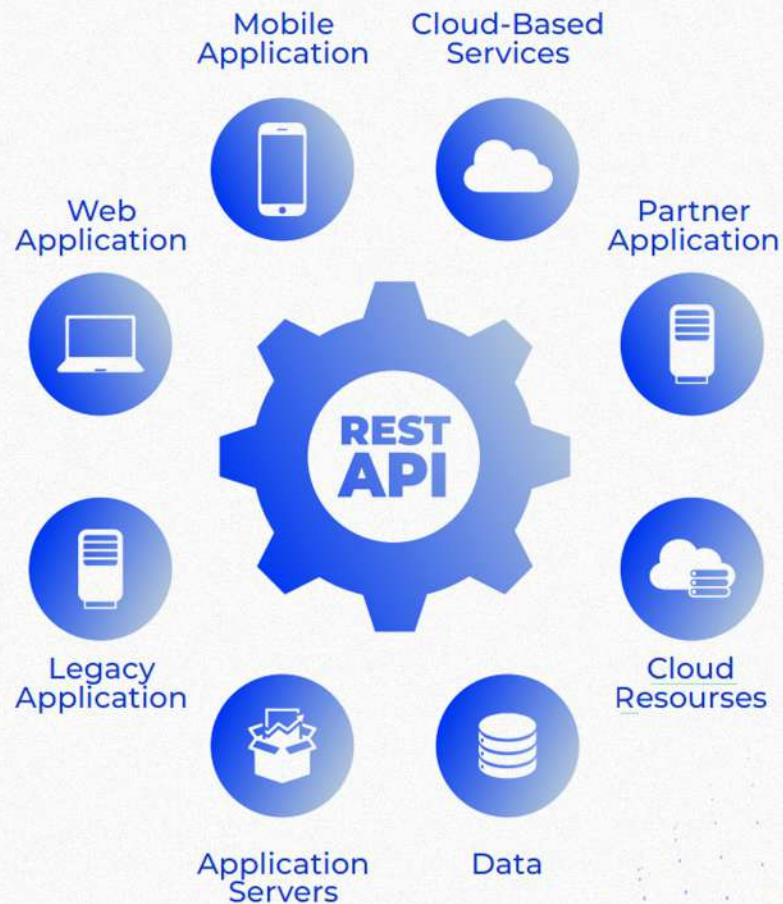 Mobile
Application
Cloud-Based
Services
Web
Application
Partner
Application
REST
API
Legacy
Application
Cloud
Resourses
Application
Servers
Data